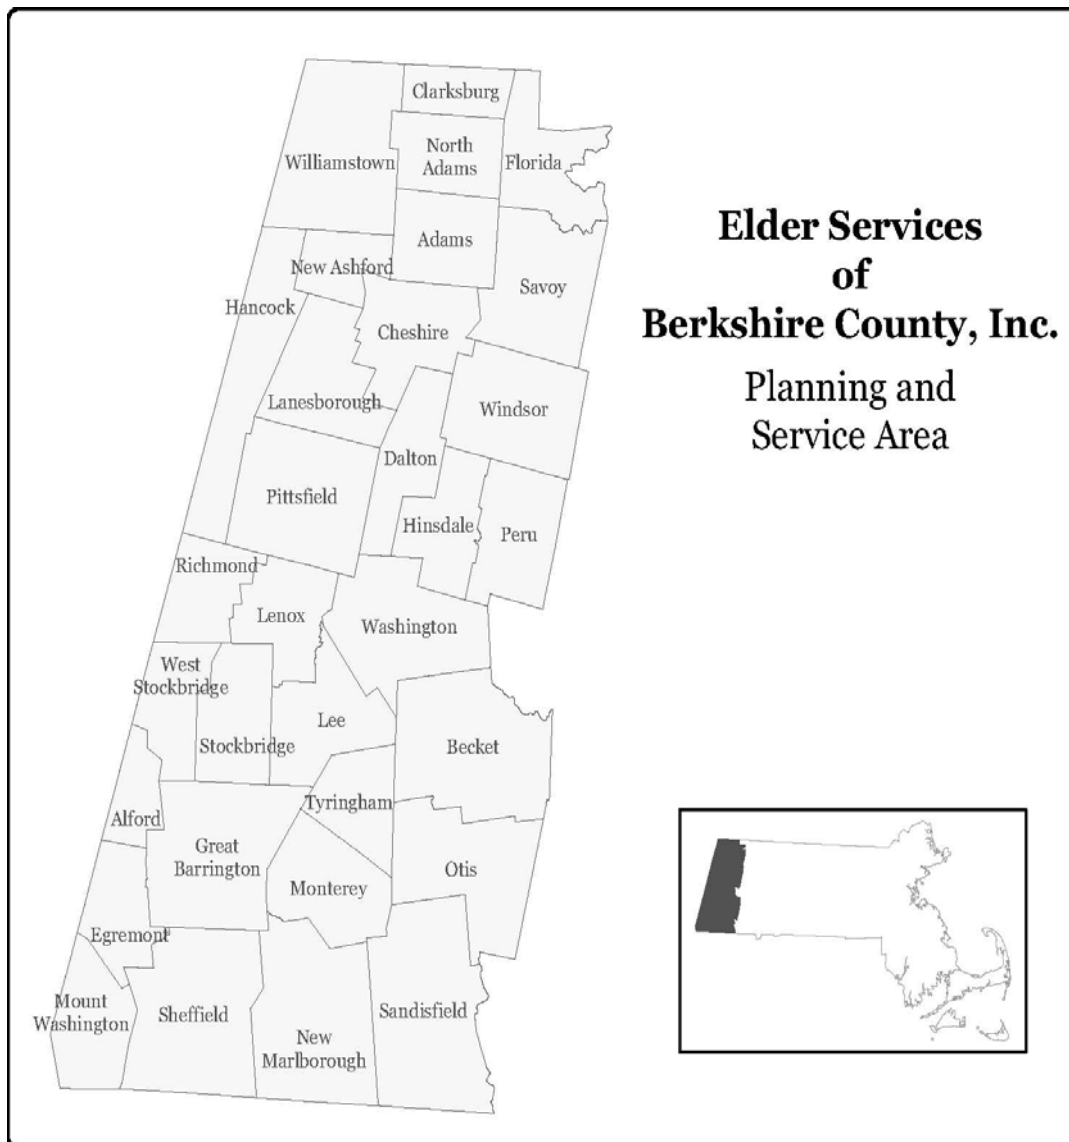 Clarksburg
North
Adams
Williamstown
Florida
Elder Services
of
Berkshire County, Inc.
Planning and
Service Area
Adams
New Ashford
Savoy
Hancock
Cheshire
Lanesborough
Windsor
Dalton
Pittsfield
Hinsdale
Peru
Richmond
Lenox
Washington
West
Stockbridge
Lee
Stockbridge
Becket
Tyringham
Alford
Great
Barrington
Otis
Monterey
Egremont
Mount
Washington
Sheffield
Sandisfield
New
Marlborough